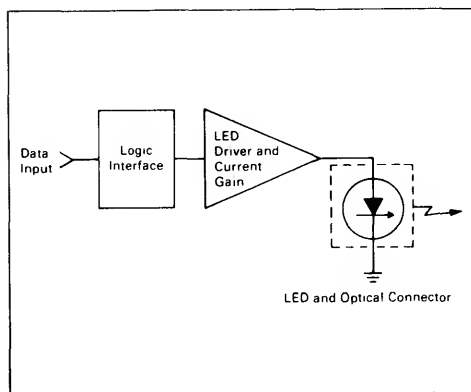 Data
Input
Logic
Interface
LED
Driver and
Current
Gain
LED and Optical Connector